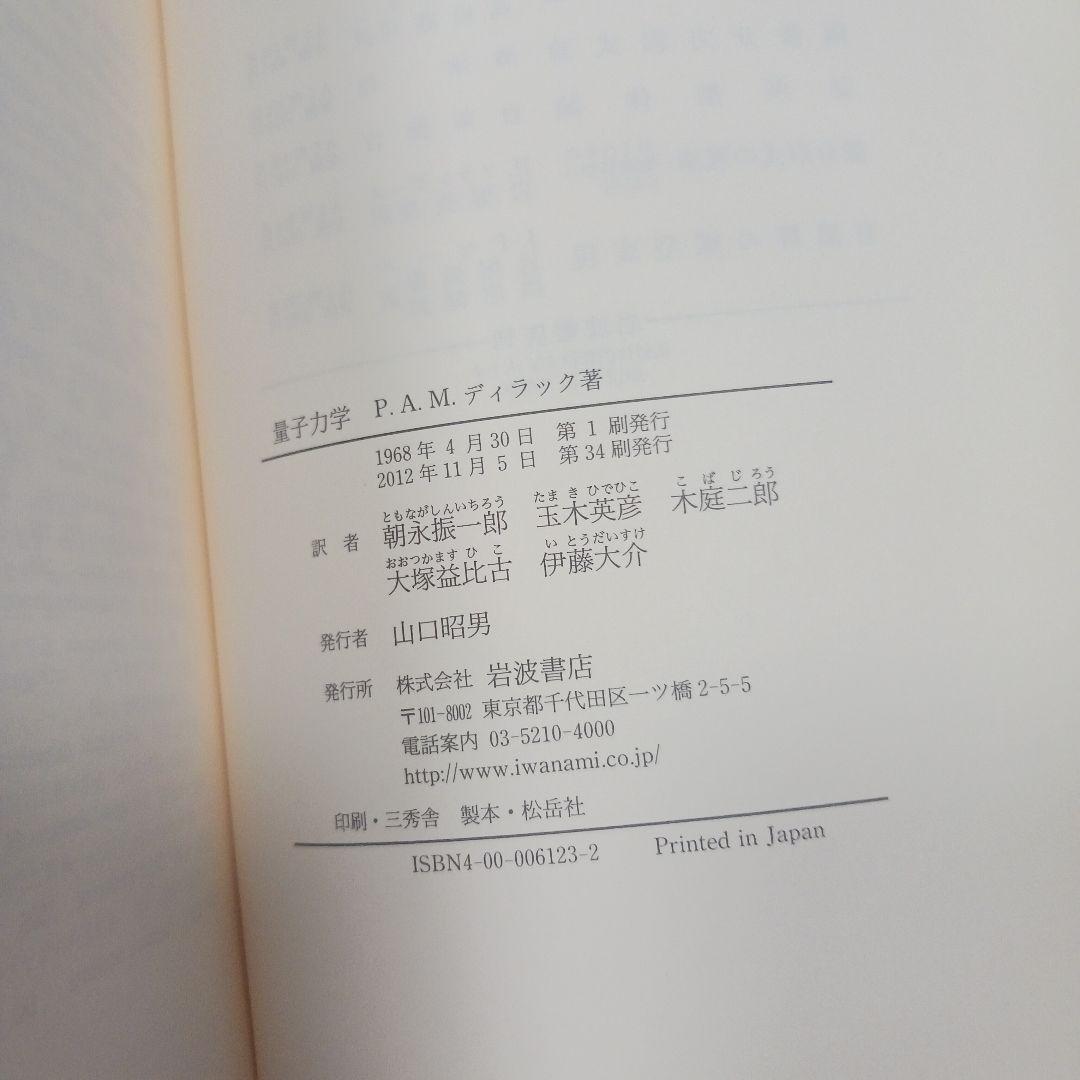 量子力学 P. A. M. ディラック著
1968年 4 月30日 第 1 刷発行
2012年11月 5 日 第34刷発行
ともながしんいちろう たま き ひでひこ こ ば じ ろう
訳 者 朝永振一郎 玉木英彦 木庭二郎
おおつかます ひ こ い とうだいすけ
大塚益比古 伊藤大介
発行者 山口昭男
発行所 株式会社 岩波書店
〒101-8002 東京都千代田区一ツ橋2-5-5
電話案内 03-5210-4000
http://www.iwanami.co.jp/
印刷・三秀舎 製本・松岳社
ISBN4-00-006123-2 Printed in Japan